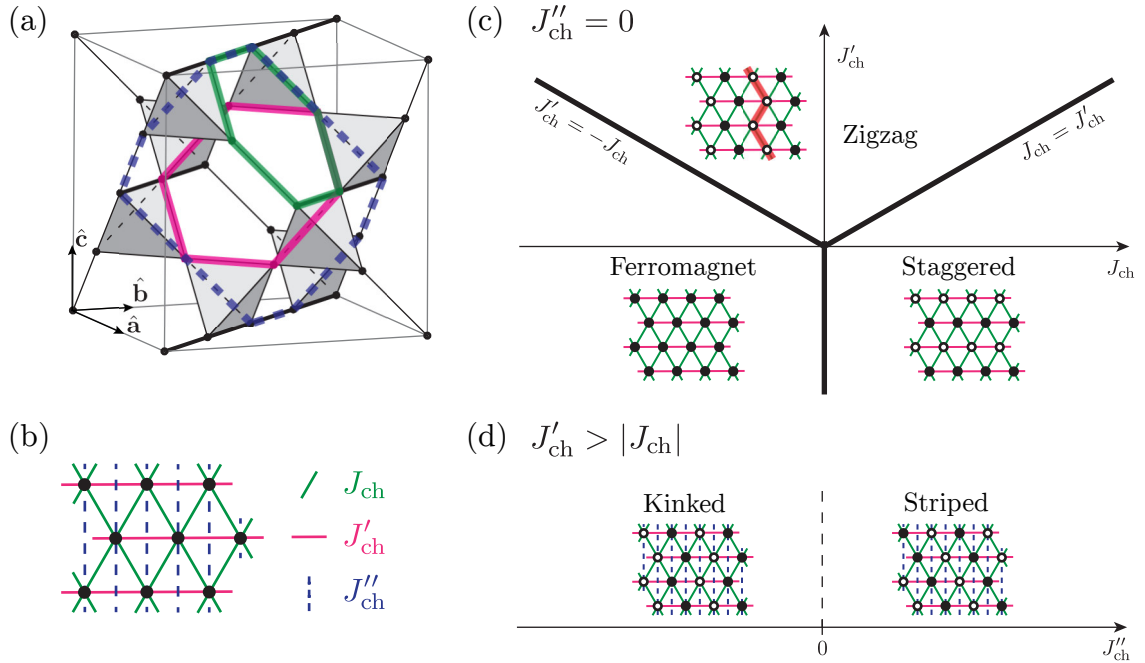 (a)
ĉ
b̂
â
(b)
J_ch
J′_ch
J″_ch
(c) J″_ch = 0
J′_ch
J′_ch = −J_ch
Zigzag
J_ch = J′_ch
Ferromagnet
Staggered
J_ch
(d) J′_ch > |J_ch|
Kinked
Striped
0
J″_ch